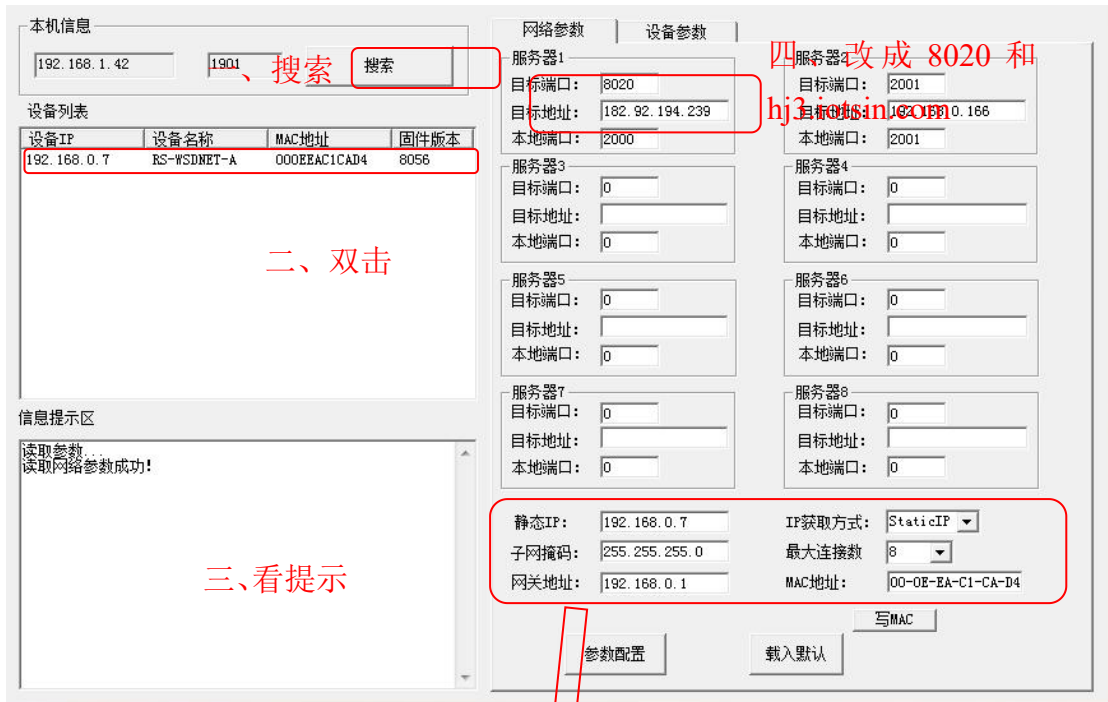 本机信息
192.168.1.42
1901
搜索
一、搜索
设备列表
设备IP 设备名称 MAC地址 固件版本
192.168.0.7 RS-WSDNET-A 000EEAC1CAD4 8056
二、双击
信息提示区
读取参数...
读取网络参数成功!
三、看提示
网络参数 设备参数
四、改成 8020 和
hj3.iotsin.com
服务器1
目标端口: 8020
目标地址: 182.92.194.239
本地端口: 2000
服务器2
目标端口: 2001
目标地址: 192.168.0.166
本地端口: 2001
服务器3
目标端口: 0
目标地址:
本地端口: 0
服务器4
目标端口: 0
目标地址:
本地端口: 0
服务器5
目标端口: 0
目标地址:
本地端口: 0
服务器6
目标端口: 0
目标地址:
本地端口: 0
服务器7
目标端口: 0
目标地址:
本地端口: 0
服务器8
目标端口: 0
目标地址:
本地端口: 0
静态IP: 192.168.0.7 IP获取方式: StaticIP
子网掩码: 255.255.255.0 最大连接数 8
网关地址: 192.168.0.1 MAC地址: 00-0E-EA-C1-CA-D4
写MAC
参数配置 载入默认